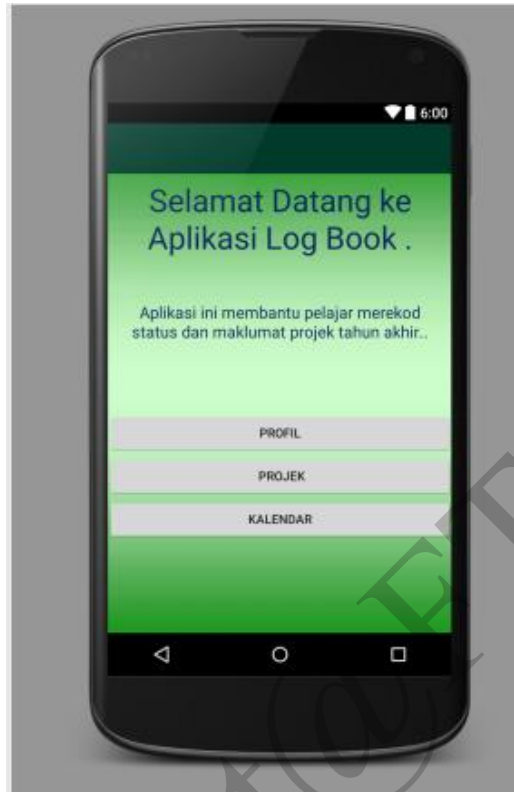 6:00
Selamat Datang ke
Aplikasi Log Book .
Aplikasi ini membantu pelajar merekod
status dan maklumat projek tahun akhir..
PROFIL
PROJEK
KALENDAR